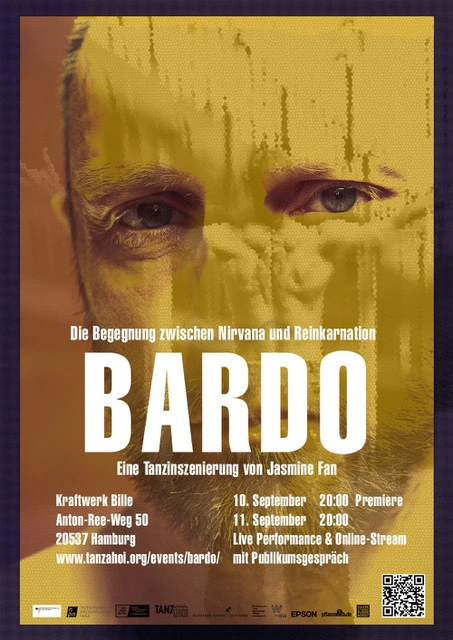 Die Begegnung zwischen Nirvana und Reinkarnation
BARDO
Eine Tanzinszenierung von Jasmine Fan
Kraftwerk Bille
Anton-Ree-Weg 50
20537 Hamburg
www.tanzahoi.org/events/bardo/
10. September 20:00 Premiere
11. September 20:00
Live Performance & Online-Stream
mit Publikumsgespräch
TANZ
EPSON